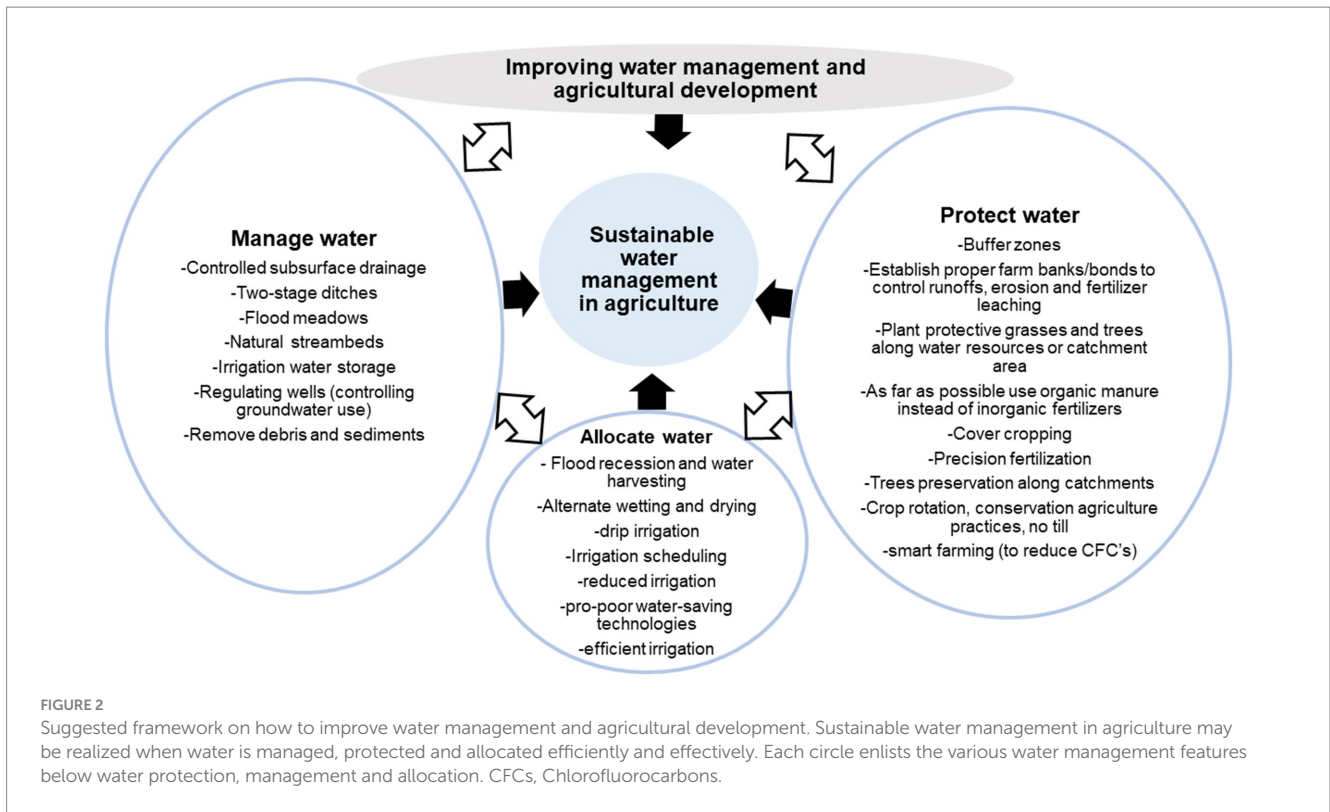 Improving water management and
agricultural development
Manage water
-Controlled subsurface drainage
-Two-stage ditches
-Flood meadows
-Natural streambeds
-Irrigation water storage
-Regulating wells (controlling
groundwater use)
-Remove debris and sediments
Sustainable
water
management
in agriculture
Protect water
-Buffer zones
-Establish proper farm banks/bonds to
control runoffs, erosion and fertilizer
leaching
-Plant protective grasses and trees
along water resources or catchment
area
-As far as possible use organic manure
instead of inorganic fertilizers
-Cover cropping
-Precision fertilization
-Trees preservation along catchments
-Crop rotation, conservation agriculture
practices, no till
-smart farming (to reduce CFC's)
Allocate water
- Flood recession and water
harvesting
-Alternate wetting and drying
-drip irrigation
-Irrigation scheduling
-reduced irrigation
-pro-poor water-saving
technologies
-efficient irrigation
FIGURE 2
Suggested framework on how to improve water management and agricultural development. Sustainable water management in agriculture may
be realized when water is managed, protected and allocated efficiently and effectively. Each circle enlists the various water management features
below water protection, management and allocation. CFCs, Chlorofluorocarbons.